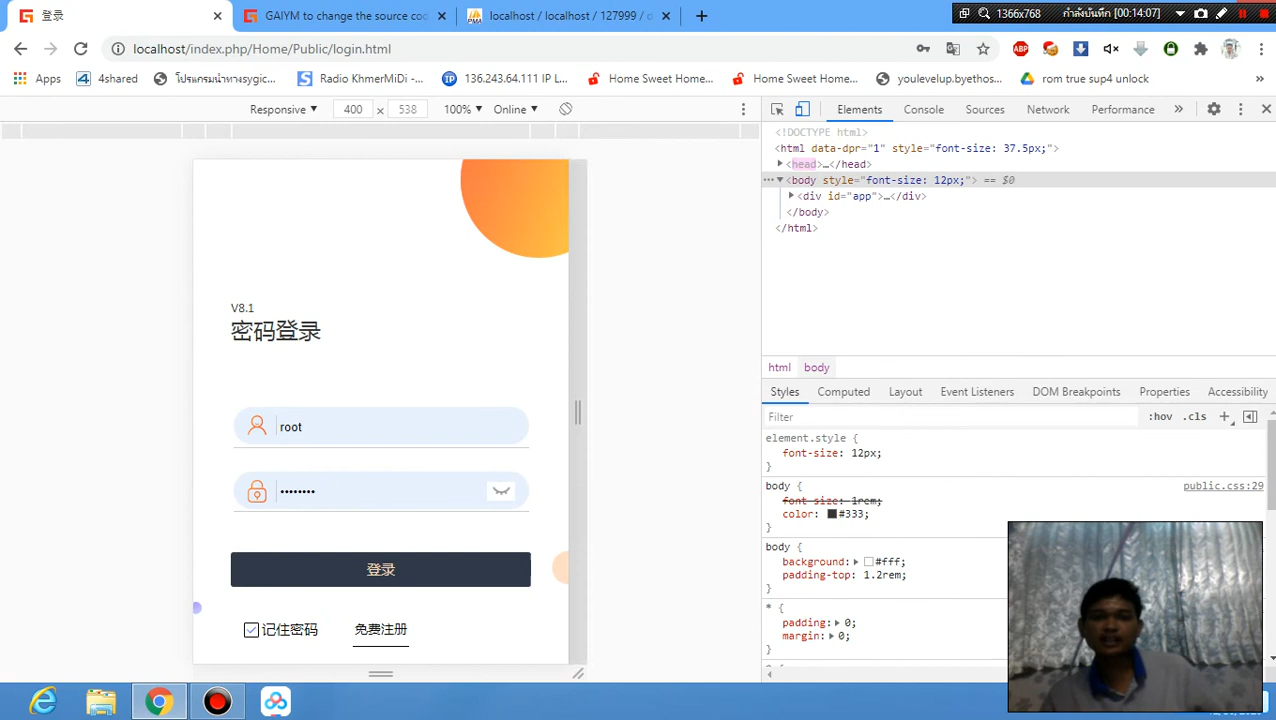 登录
GAIYM to change the source cod
localhost / localhost / 127999 / d
1366x768
กำลังบันทึก [00:14:07]
localhost/index.php/Home/Public/login.html
ABP
Apps
4shared
โปรแกรมนำทางsygic...
Radio KhmerMiDi -...
136.243.64.111 IP L...
Home Sweet Home...
Home Sweet Home...
youlevelup.byethos...
rom true sup4 unlock
»
Responsive
400
x
538
100%
Online
Elements
Console
Sources
Network
Performance
»
<!DOCTYPE html>
<html data-dpr="1" style="font-size: 37.5px;">
<head>…</head>
<body style="font-size: 12px;"> == $0
<div id="app">…</div>
</body>
</html>
V8.1
密码登录
root
••••••••
登录
记住密码
免费注册
html
body
Styles
Computed
Layout
Event Listeners
DOM Breakpoints
Properties
Accessibility
Filter
:hov
.cls
element.style {
font-size: 12px;
}
body {
public.css:29
font-size: 1rem;
color: #333;
}
body {
background: #fff;
padding-top: 1.2rem;
}
* {
padding: 0;
margin: 0;
}